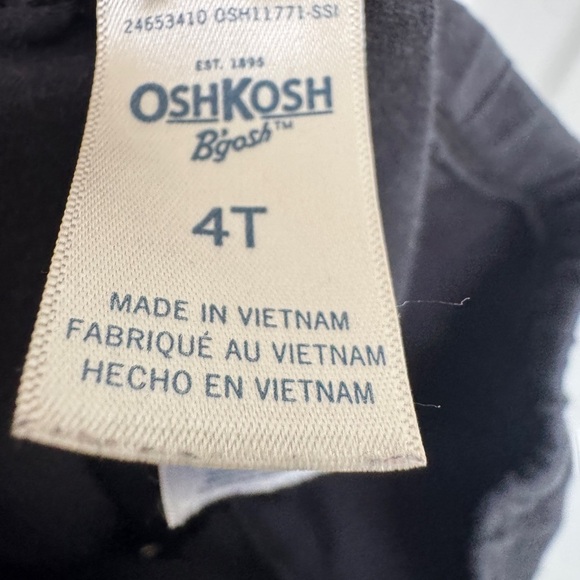 24653410 OSH11771-SSI
EST. 1895
OSHKOSH
B'gosh™
4T
MADE IN VIETNAM
FABRIQUÉ AU VIETNAM
HECHO EN VIETNAM